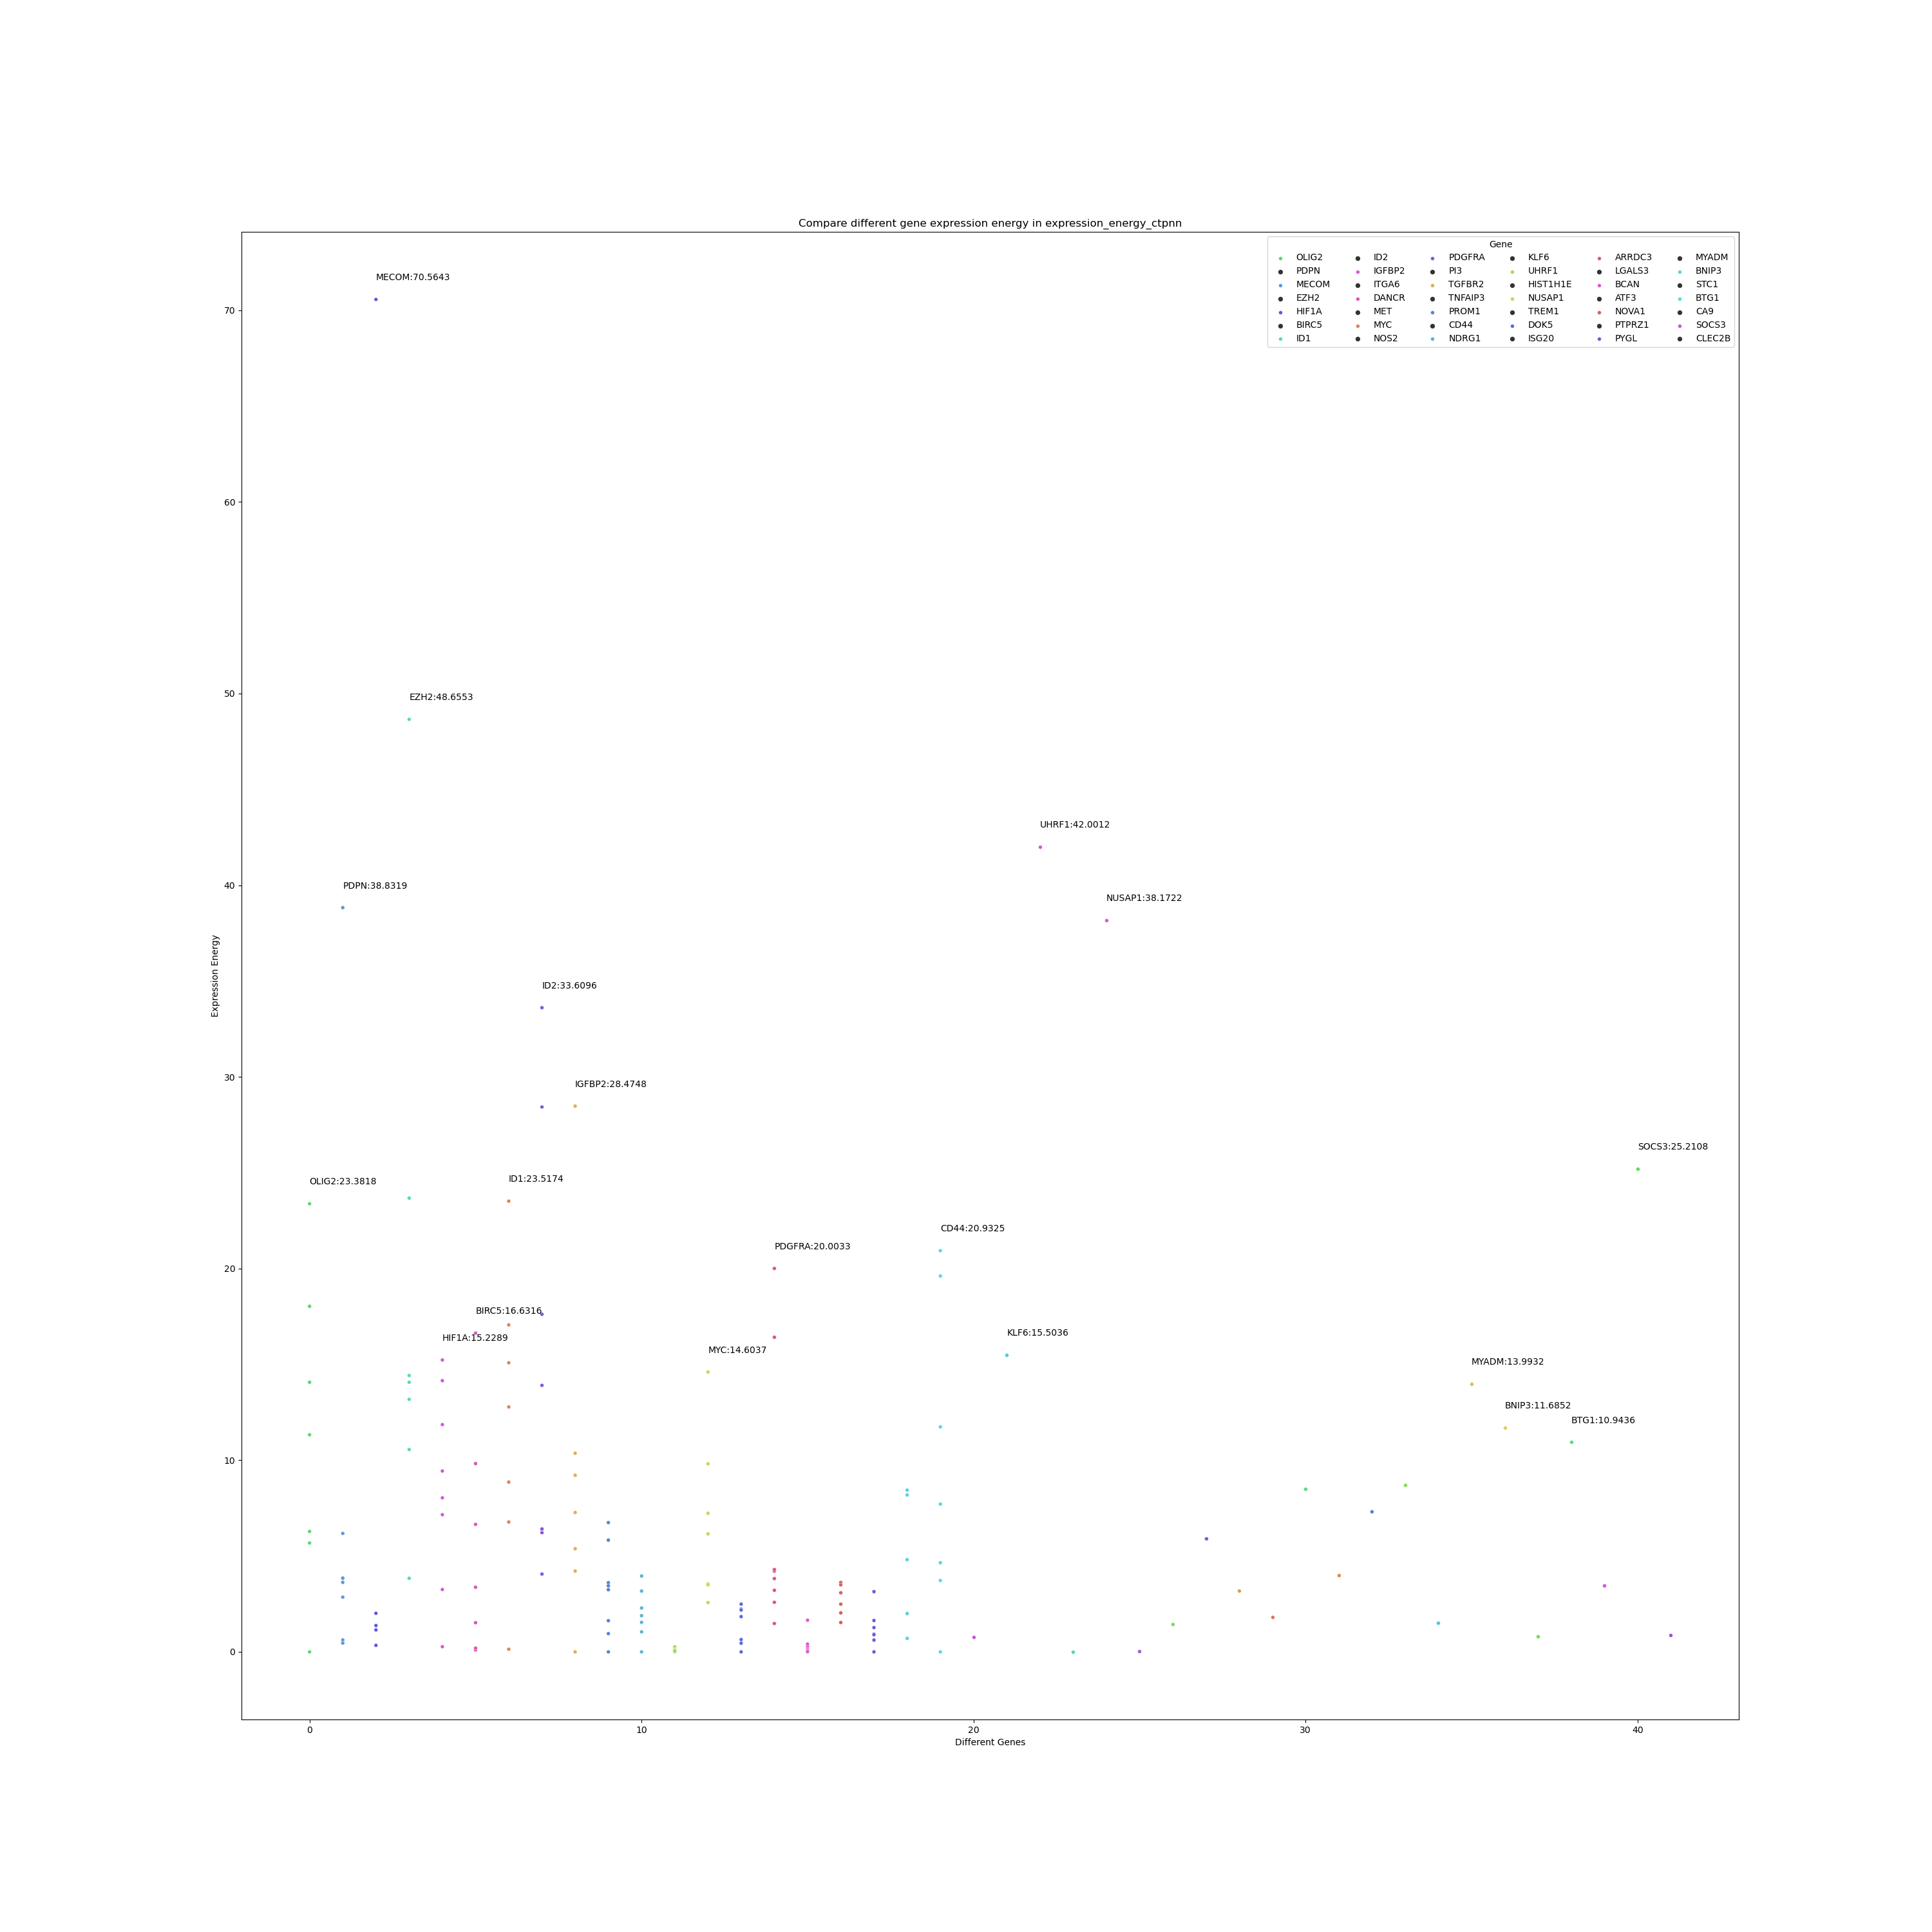 Compare different gene expression energy in expression_energy_ctpnn
Gene
OLIG2 ID2 PDGFRA KLF6 ARRDC3 MYADM
PDPN IGFBP2 PI3 UHRF1 LGALS3 BNIP3
MECOM ITGA6 TGFBR2 HIST1H1E BCAN STC1
EZH2 DANCR TNFAIP3 NUSAP1 ATF3 BTG1
HIF1A MET PROM1 TREM1 NOVA1 CA9
BIRC5 MYC CD44 DOK5 PTPRZ1 SOCS3
ID1 NOS2 NDRG1 ISG20 PYGL CLEC2B
MECOM:70.5643
70
60
50
EZH2:48.6553
UHRF1:42.0012
40
PDPN:38.8319
NUSAP1:38.1722
Expression Energy
ID2:33.6096
30
IGFBP2:28.4748
SOCS3:25.2108
OLIG2:23.3818
ID1:23.5174
CD44:20.9325
PDGFRA:20.0033
20
BIRC5:16.6316
HIF1A:15.2289
KLF6:15.5036
MYC:14.6037
MYADM:13.9932
BNIP3:11.6852
BTG1:10.9436
10
0
0 10 20 30 40
Different Genes